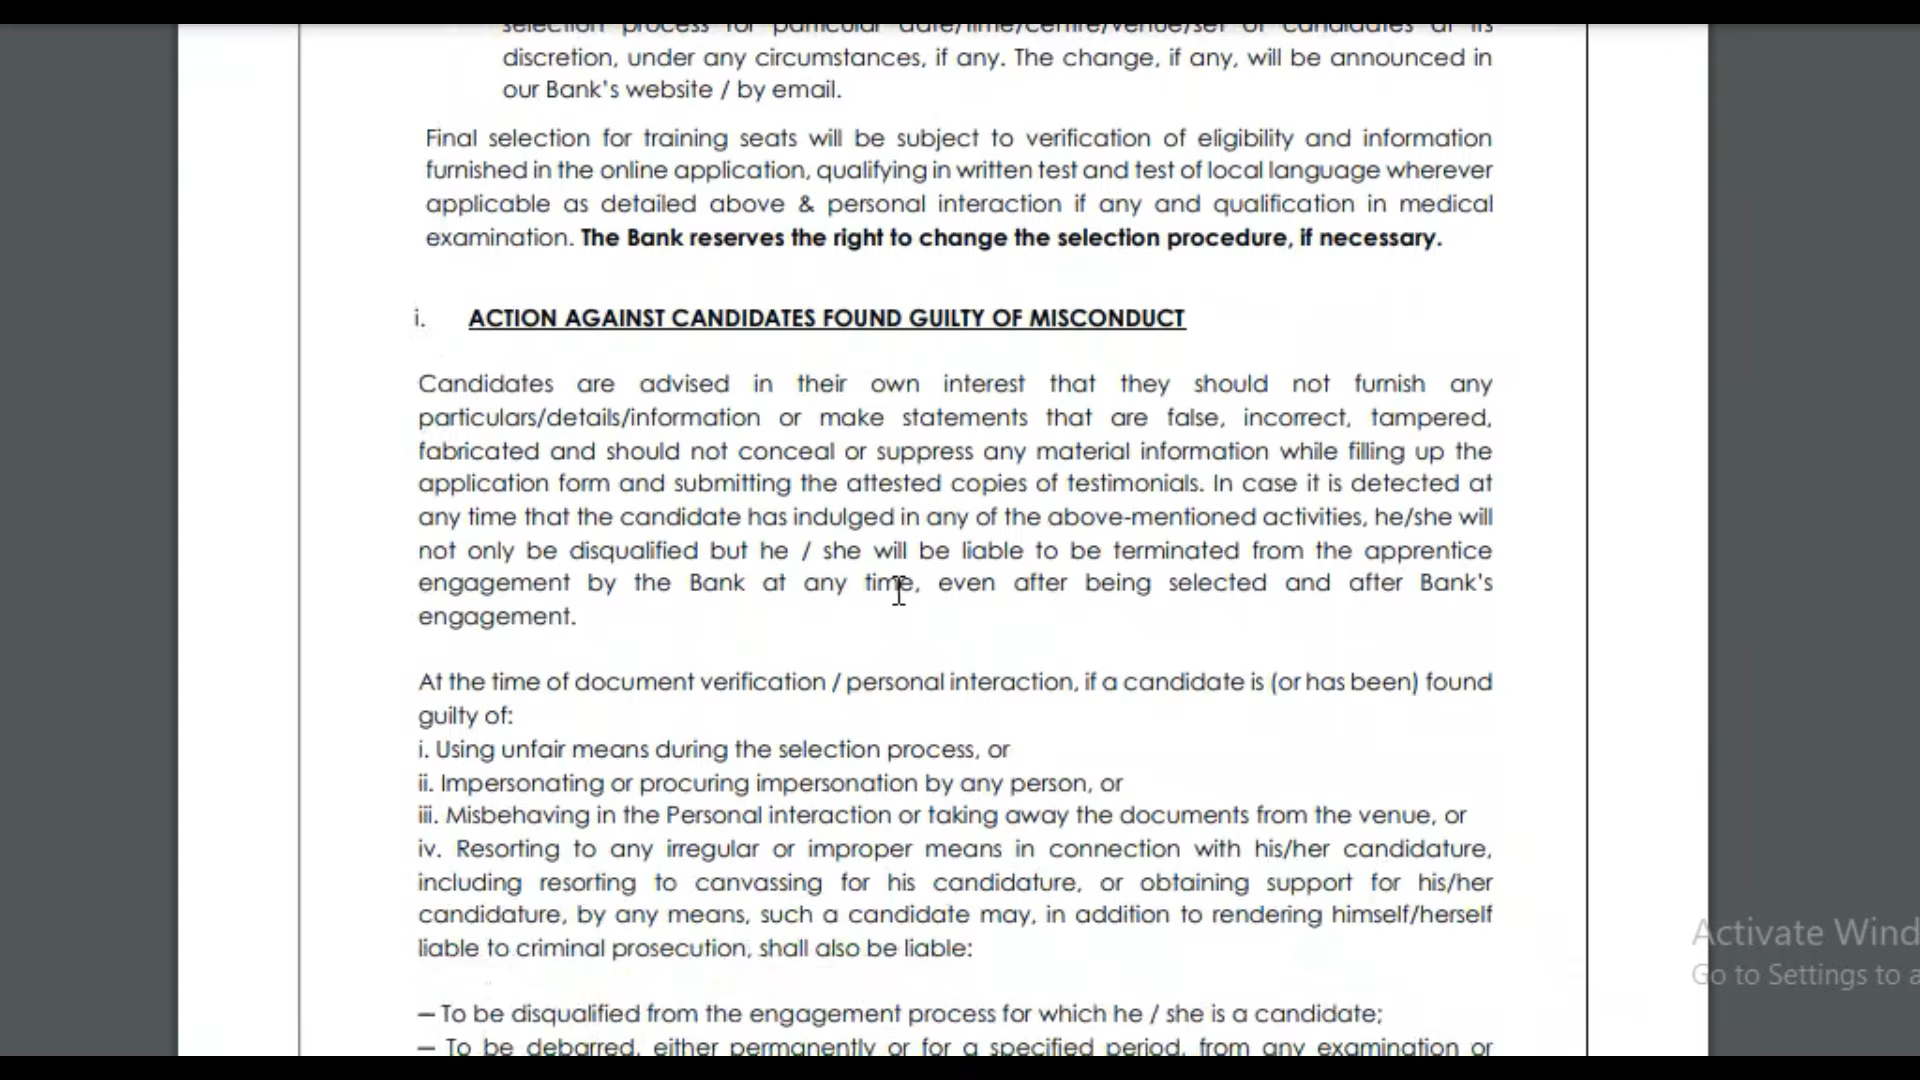 selection process for particular date/time/centre/venue/set of candidates at its
discretion, under any circumstances, if any. The change, if any, will be announced in
our Bank's website / by email.
Final selection for training seats will be subject to verification of eligibility and information
furnished in the online application, qualifying in written test and test of local language wherever
applicable as detailed above & personal interaction if any and qualification in medical
examination. The Bank reserves the right to change the selection procedure, if necessary.
i. ACTION AGAINST CANDIDATES FOUND GUILTY OF MISCONDUCT
Candidates are advised in their own interest that they should not furnish any
particulars/details/information or make statements that are false, incorrect, tampered,
fabricated and should not conceal or suppress any material information while filling up the
application form and submitting the attested copies of testimonials. In case it is detected at
any time that the candidate has indulged in any of the above-mentioned activities, he/she will
not only be disqualified but he / she will be liable to be terminated from the apprentice
engagement by the Bank at any time, even after being selected and after Bank's
engagement.
At the time of document verification / personal interaction, if a candidate is (or has been) found
guilty of:
i. Using unfair means during the selection process, or
ii. Impersonating or procuring impersonation by any person, or
iii. Misbehaving in the Personal interaction or taking away the documents from the venue, or
iv. Resorting to any irregular or improper means in connection with his/her candidature,
including resorting to canvassing for his candidature, or obtaining support for his/her
candidature, by any means, such a candidate may, in addition to rendering himself/herself
liable to criminal prosecution, shall also be liable:
Activate Wind
Go to Settings to a
– To be disqualified from the engagement process for which he / she is a candidate;
– To be debarred, either permanently or for a specified period, from any examination or